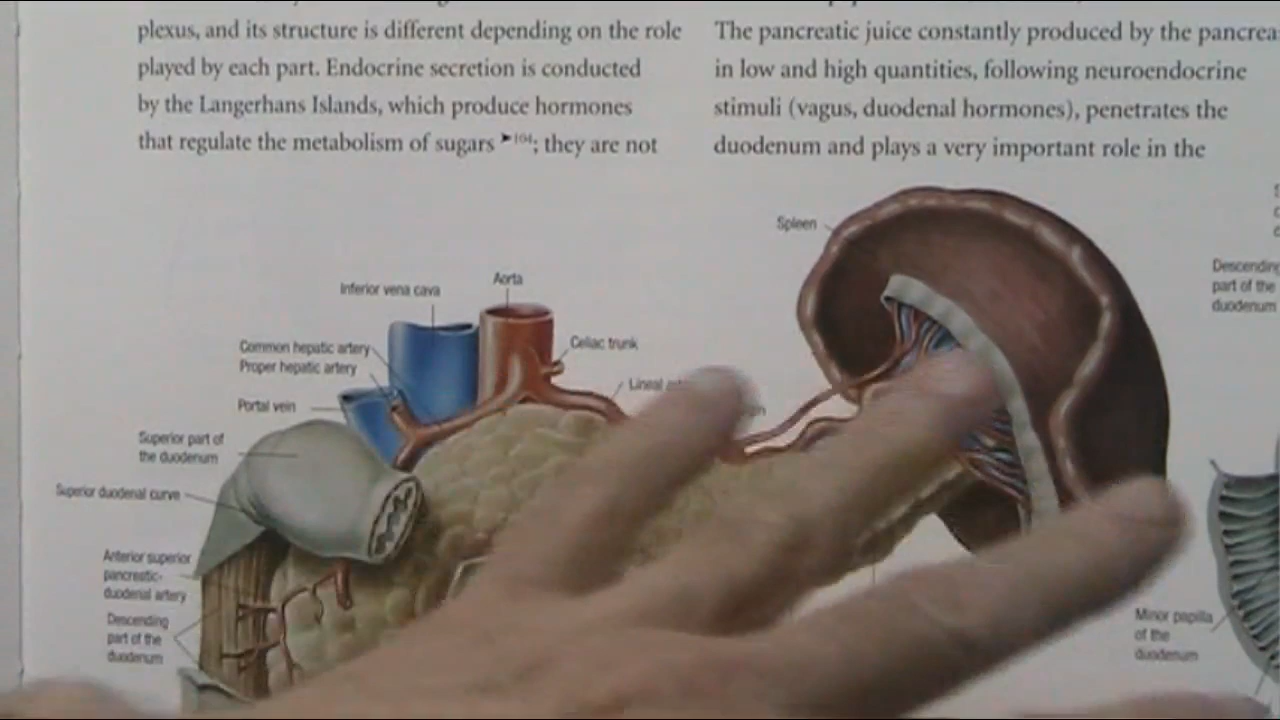 plexus, and its structure is different depending on the role
played by each part. Endocrine secretion is conducted
by the Langerhans Islands, which produce hormones
that regulate the metabolism of sugars ; they are not
The pancreatic juice constantly produced by the pancrea
in low and high quantities, following neuroendocrine
stimuli (vagus, duodenal hormones), penetrates the
duodenum and plays a very important role in the
Spleen
Aorta
Inferior vena cava
Common hepatic artery
Proper hepatic artery
Celiac trunk
Lineal
Portal vein
Superior part of
the duodenum
Superior duodenal curve
Anterior superior
pancreatic-
duodenal artery
Descending
part of the
duodenum
Descending
part of the
duodenum
Minor papilla
of the
duodenum